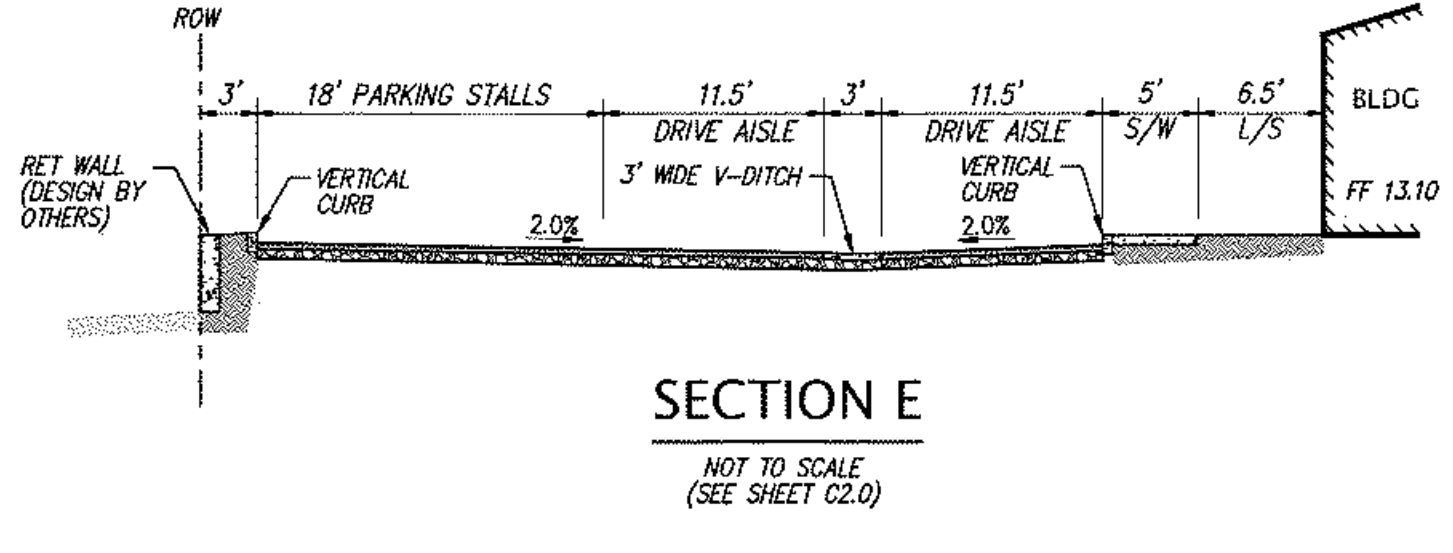 ROW
3' 18' PARKING STALLS 11.5' 3' 11.5' 5' 6.5'
DRIVE AISLE DRIVE AISLE S/W L/S
BLDG
RET WALL
(DESIGN BY
OTHERS)
VERTICAL
CURB
3' WIDE V-DITCH
VERTICAL
CURB
FF 13.10
2.0% 2.0%
SECTION E
NOT TO SCALE
(SEE SHEET C2.0)